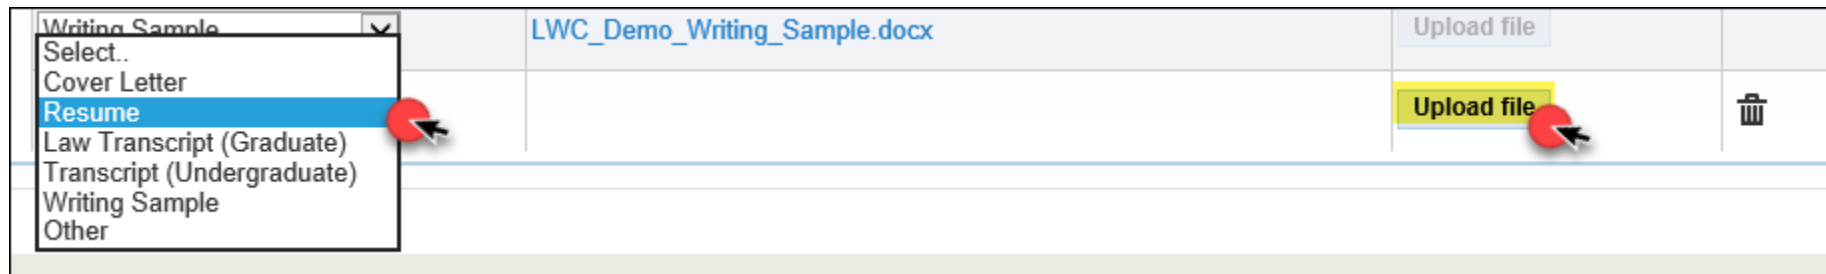 Writing Sample
LWC_Demo_Writing_Sample.docx
Upload file
Select..
Cover Letter
Resume
Law Transcript (Graduate)
Transcript (Undergraduate)
Writing Sample
Other
Upload file